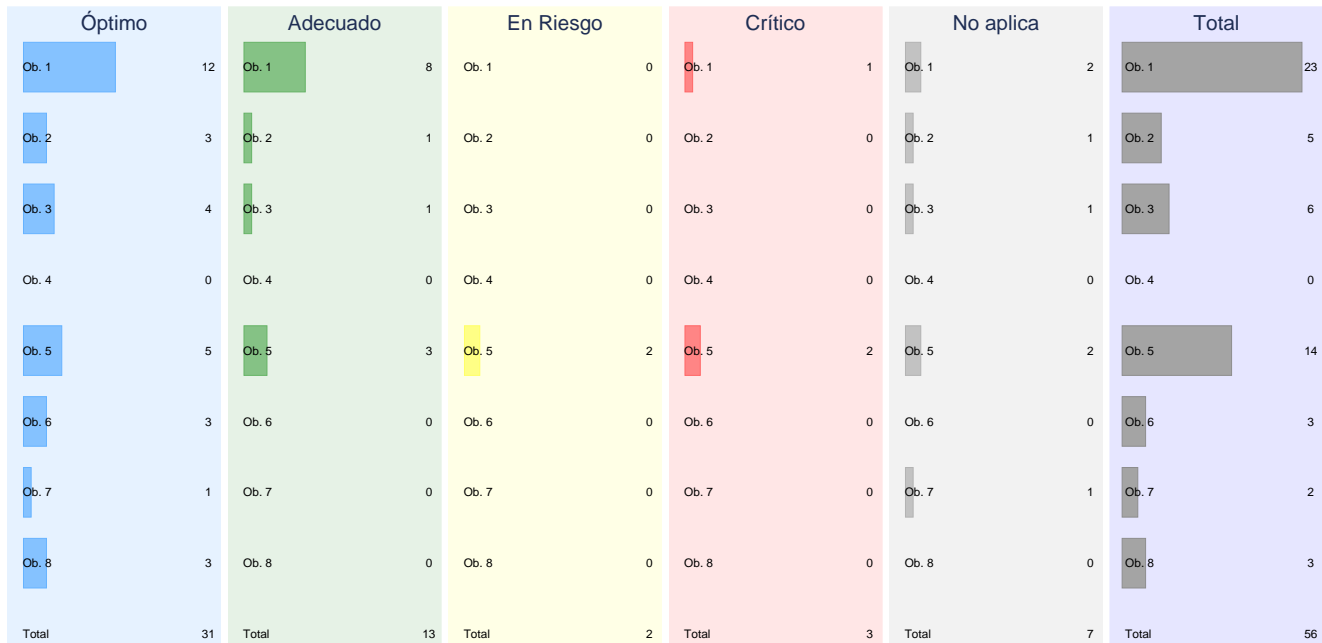 Óptimo Adecuado En Riesgo Crítico No aplica Total
Ob. 1 12 Ob. 1 8 Ob. 1 0 Ob. 1 1 Ob. 1 2 Ob. 1 23
Ob. 2 3 Ob. 2 1 Ob. 2 0 Ob. 2 0 Ob. 2 1 Ob. 2 5
Ob. 3 4 Ob. 3 1 Ob. 3 0 Ob. 3 0 Ob. 3 1 Ob. 3 6
Ob. 4 0 Ob. 4 0 Ob. 4 0 Ob. 4 0 Ob. 4 0 Ob. 4 0
Ob. 5 5 Ob. 5 3 Ob. 5 2 Ob. 5 2 Ob. 5 2 Ob. 5 14
Ob. 6 3 Ob. 6 0 Ob. 6 0 Ob. 6 0 Ob. 6 0 Ob. 6 3
Ob. 7 1 Ob. 7 0 Ob. 7 0 Ob. 7 0 Ob. 7 1 Ob. 7 2
Ob. 8 3 Ob. 8 0 Ob. 8 0 Ob. 8 0 Ob. 8 0 Ob. 8 3
Total 31 Total 13 Total 2 Total 3 Total 7 Total 56